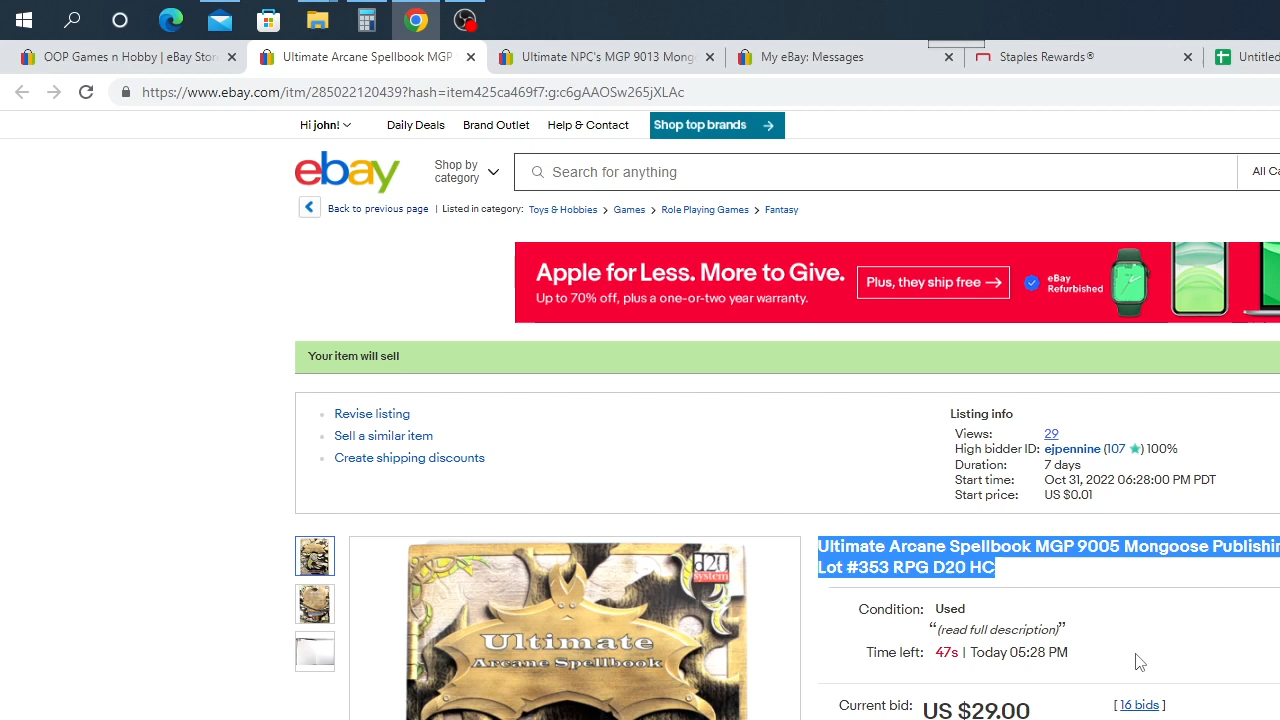 OOP Games n Hobby | eBay Stor
Ultimate Arcane Spellbook MGP
Ultimate NPC's MGP 9013 Mong
My eBay: Messages
Staples Rewards®
Untitled
https://www.ebay.com/itm/285022120439?hash=item425ca469f7:g:c6gAAOSw265jXLAc
Hi john!
Daily Deals
Brand Outlet
Help & Contact
Shop top brands
ebay
Shop by
category
Search for anything
All Ca
Back to previous page | Listed in category: Toys & Hobbies > Games > Role Playing Games > Fantasy
Apple for Less. More to Give.
Up to 70% off, plus a one-or-two year warranty.
Plus, they ship free →
eBay
Refurbished
Your item will sell
Revise listing
Sell a similar item
Create shipping discounts
Listing info
Views: 29
High bidder ID: ejpennine (107 ★) 100%
Duration: 7 days
Start time: Oct 31, 2022 06:28:00 PM PDT
Start price: US $0.01
d20
system
Ultimate
Arcane Spellbook
Ultimate Arcane Spellbook MGP 9005 Mongoose Publishin
Lot #353 RPG D20 HC
Condition: Used
“(read full description)”
Time left: 47s | Today 05:28 PM
Current bid: US $29.00 [ 16 bids ]